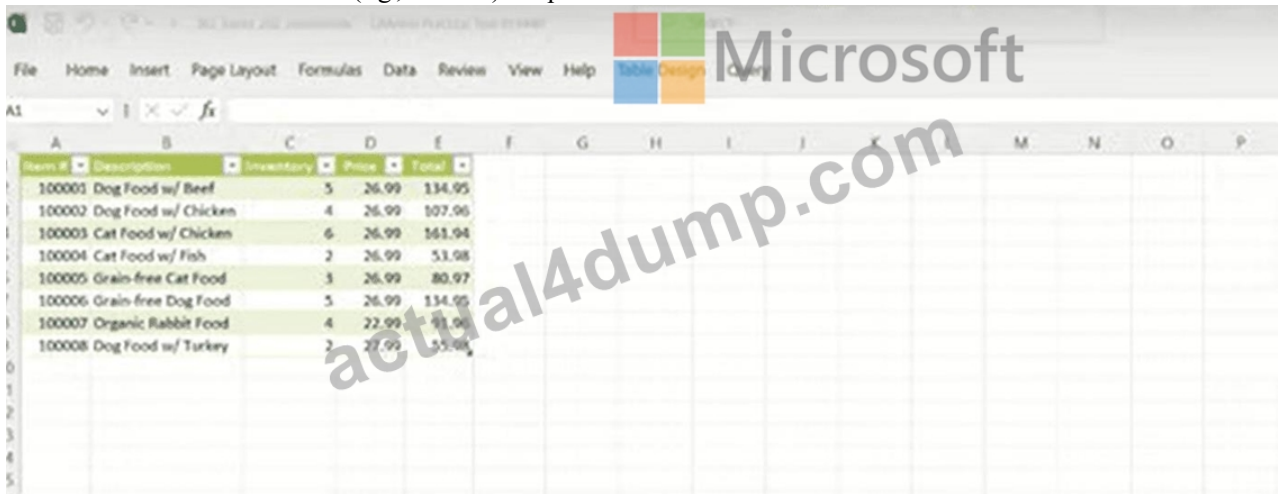 Microsoft
File Home Insert Page Layout Formulas Data Review View Help Table Design Query
A1 fx
A B C D E F G H I J K L M N O P
Item # Description Inventory Price Total
100001 Dog Food w/ Beef 5 26.99 134.95
100002 Dog Food w/ Chicken 4 26.99 107.96
100003 Cat Food w/ Chicken 6 26.99 161.94
100004 Cat Food w/ Fish 2 26.99 53.98
100005 Grain-free Cat Food 3 26.99 80.97
100006 Grain-free Dog Food 5 26.99 134.95
100007 Organic Rabbit Food 4 22.99 91.96
100008 Dog Food w/ Turkey 2
actual4dump.com